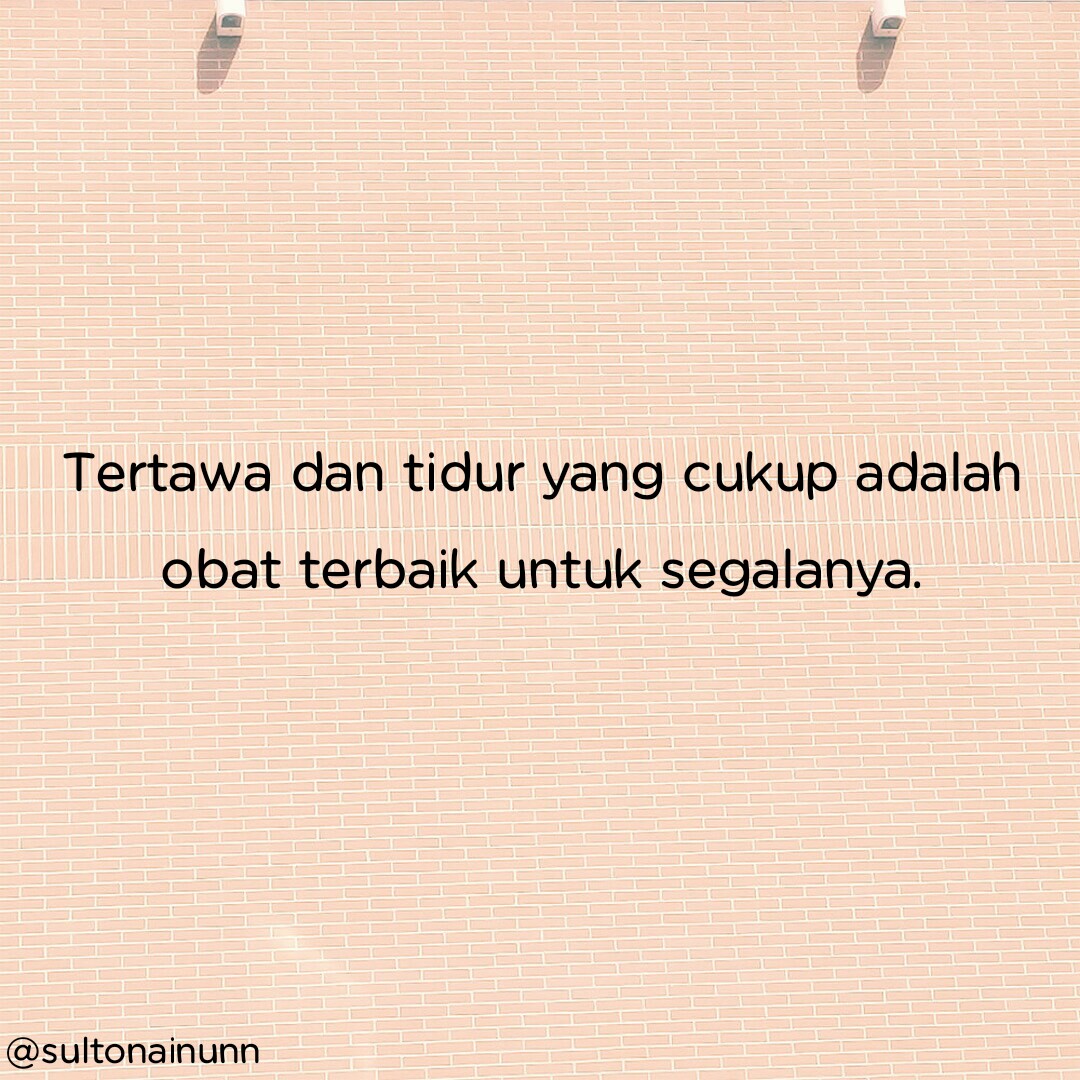 Tertawa dan tidur yang cukup adalah
obat terbaik untuk segalanya.
@sultonainunn